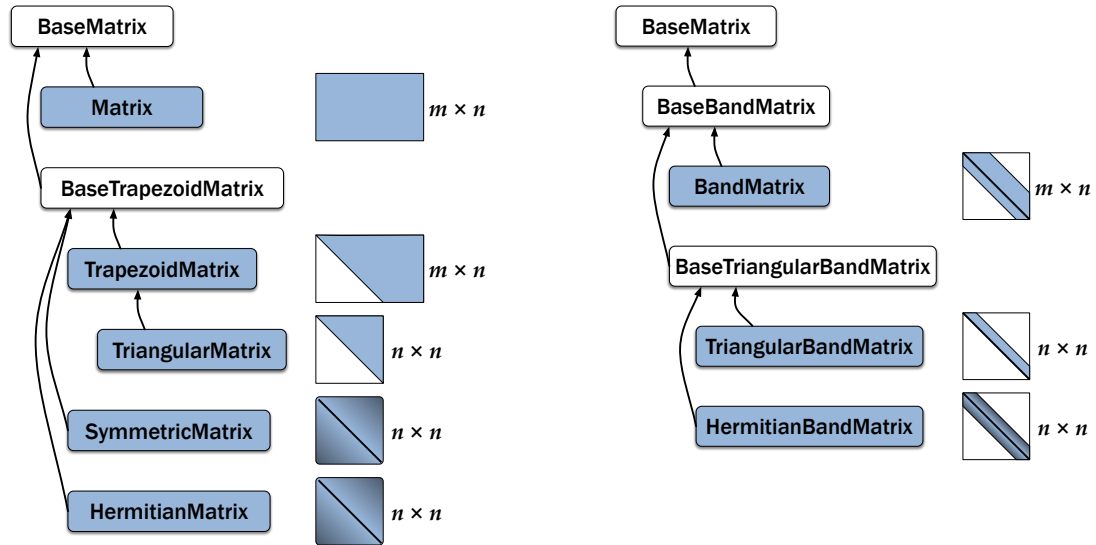 BaseMatrix
Matrix
m × n
BaseTrapezoidMatrix
TrapezoidMatrix
m × n
TriangularMatrix
n × n
SymmetricMatrix
n × n
HermitianMatrix
n × n
BaseMatrix
BaseBandMatrix
BandMatrix
m × n
BaseTriangularBandMatrix
TriangularBandMatrix
n × n
HermitianBandMatrix
n × n